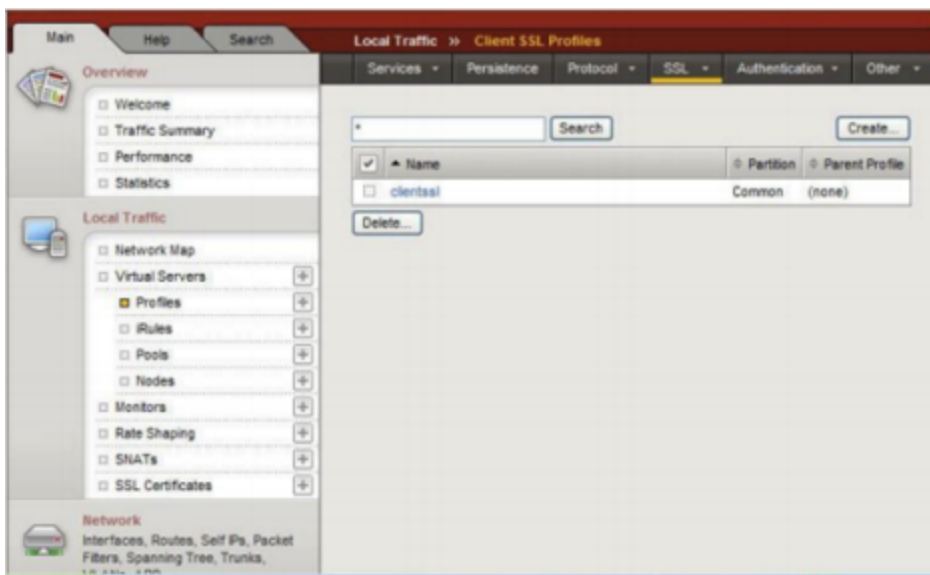 Main Help Search
Local Traffic » Client SSL Profiles
Services Persistence Protocol SSL Authentication Other
Overview
Welcome
Traffic Summary
Performance
Statistics
* Search Create...
Name Partition Parent Profile
clientssl Common (none)
Delete...
Local Traffic
Network Map
Virtual Servers
Profiles
iRules
Pools
Nodes
Monitors
Rate Shaping
SNATs
SSL Certificates
Network
Interfaces, Routes, Self IPs, Packet
Filters, Spanning Tree, Trunks,